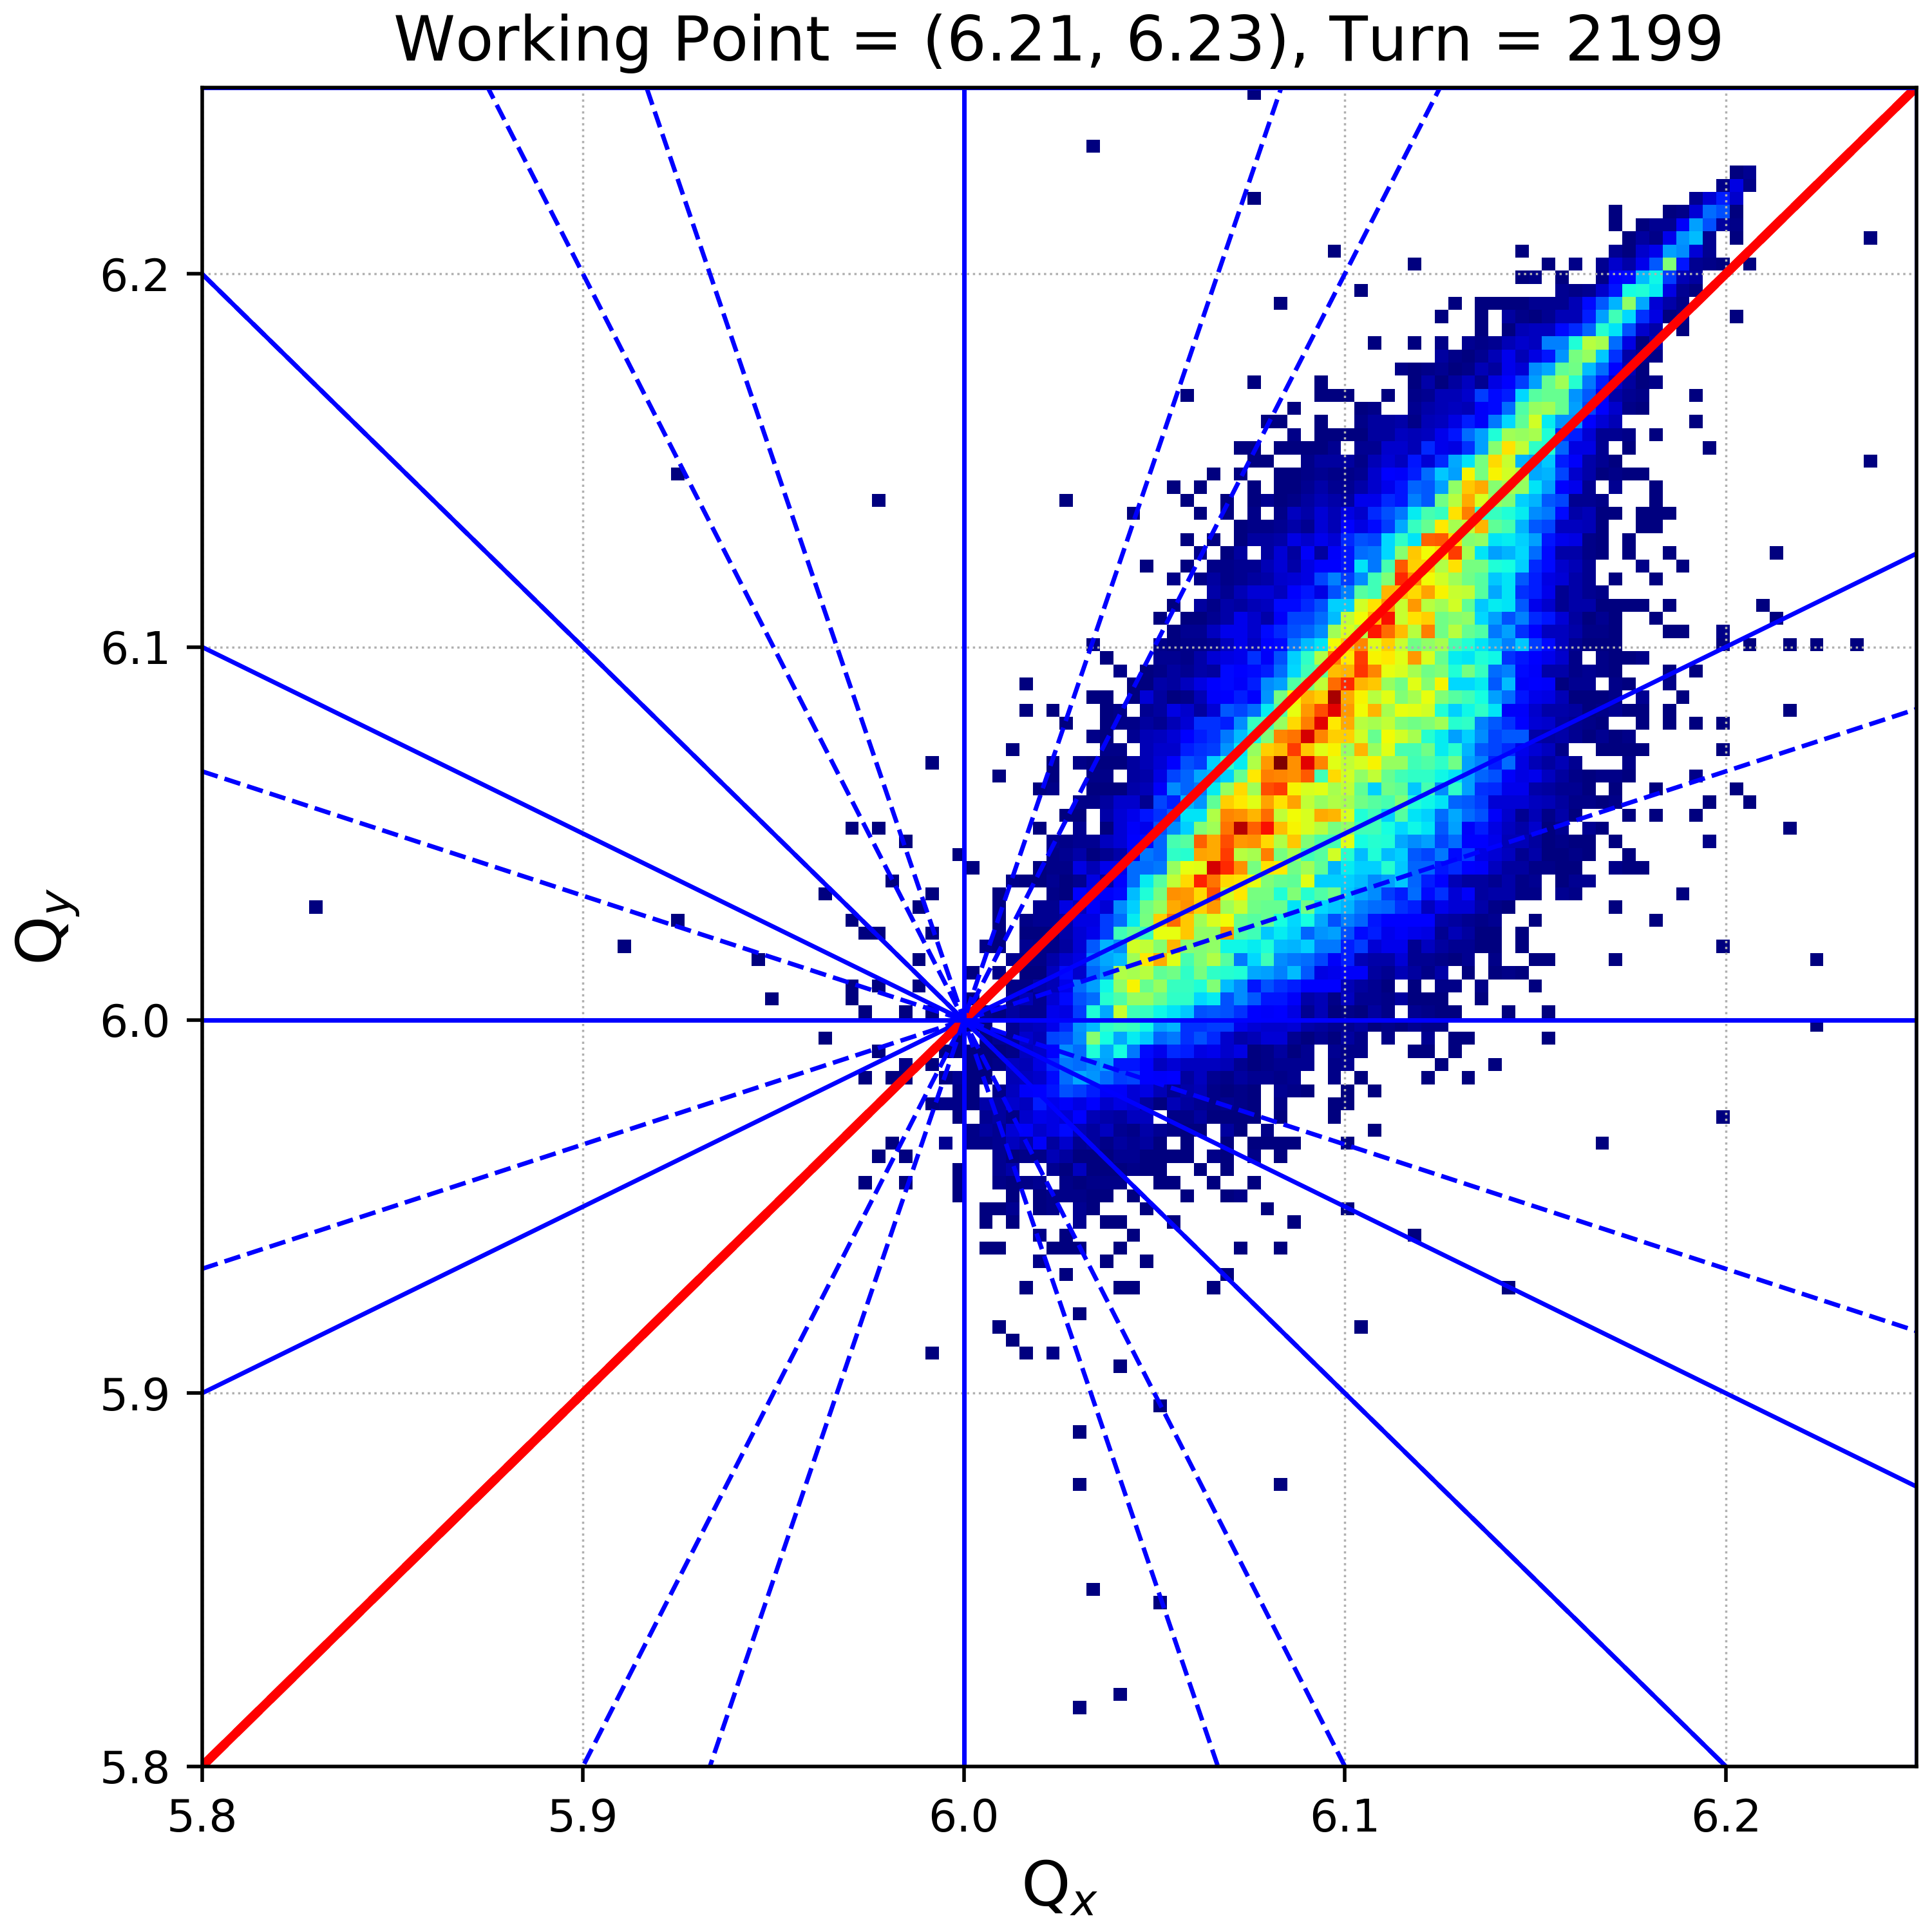 Working Point = (6.21, 6.23), Turn = 2199
6.2
6.1
6.0
5.9
5.8
Qy
5.8 5.9 6.0 6.1 6.2
Qx